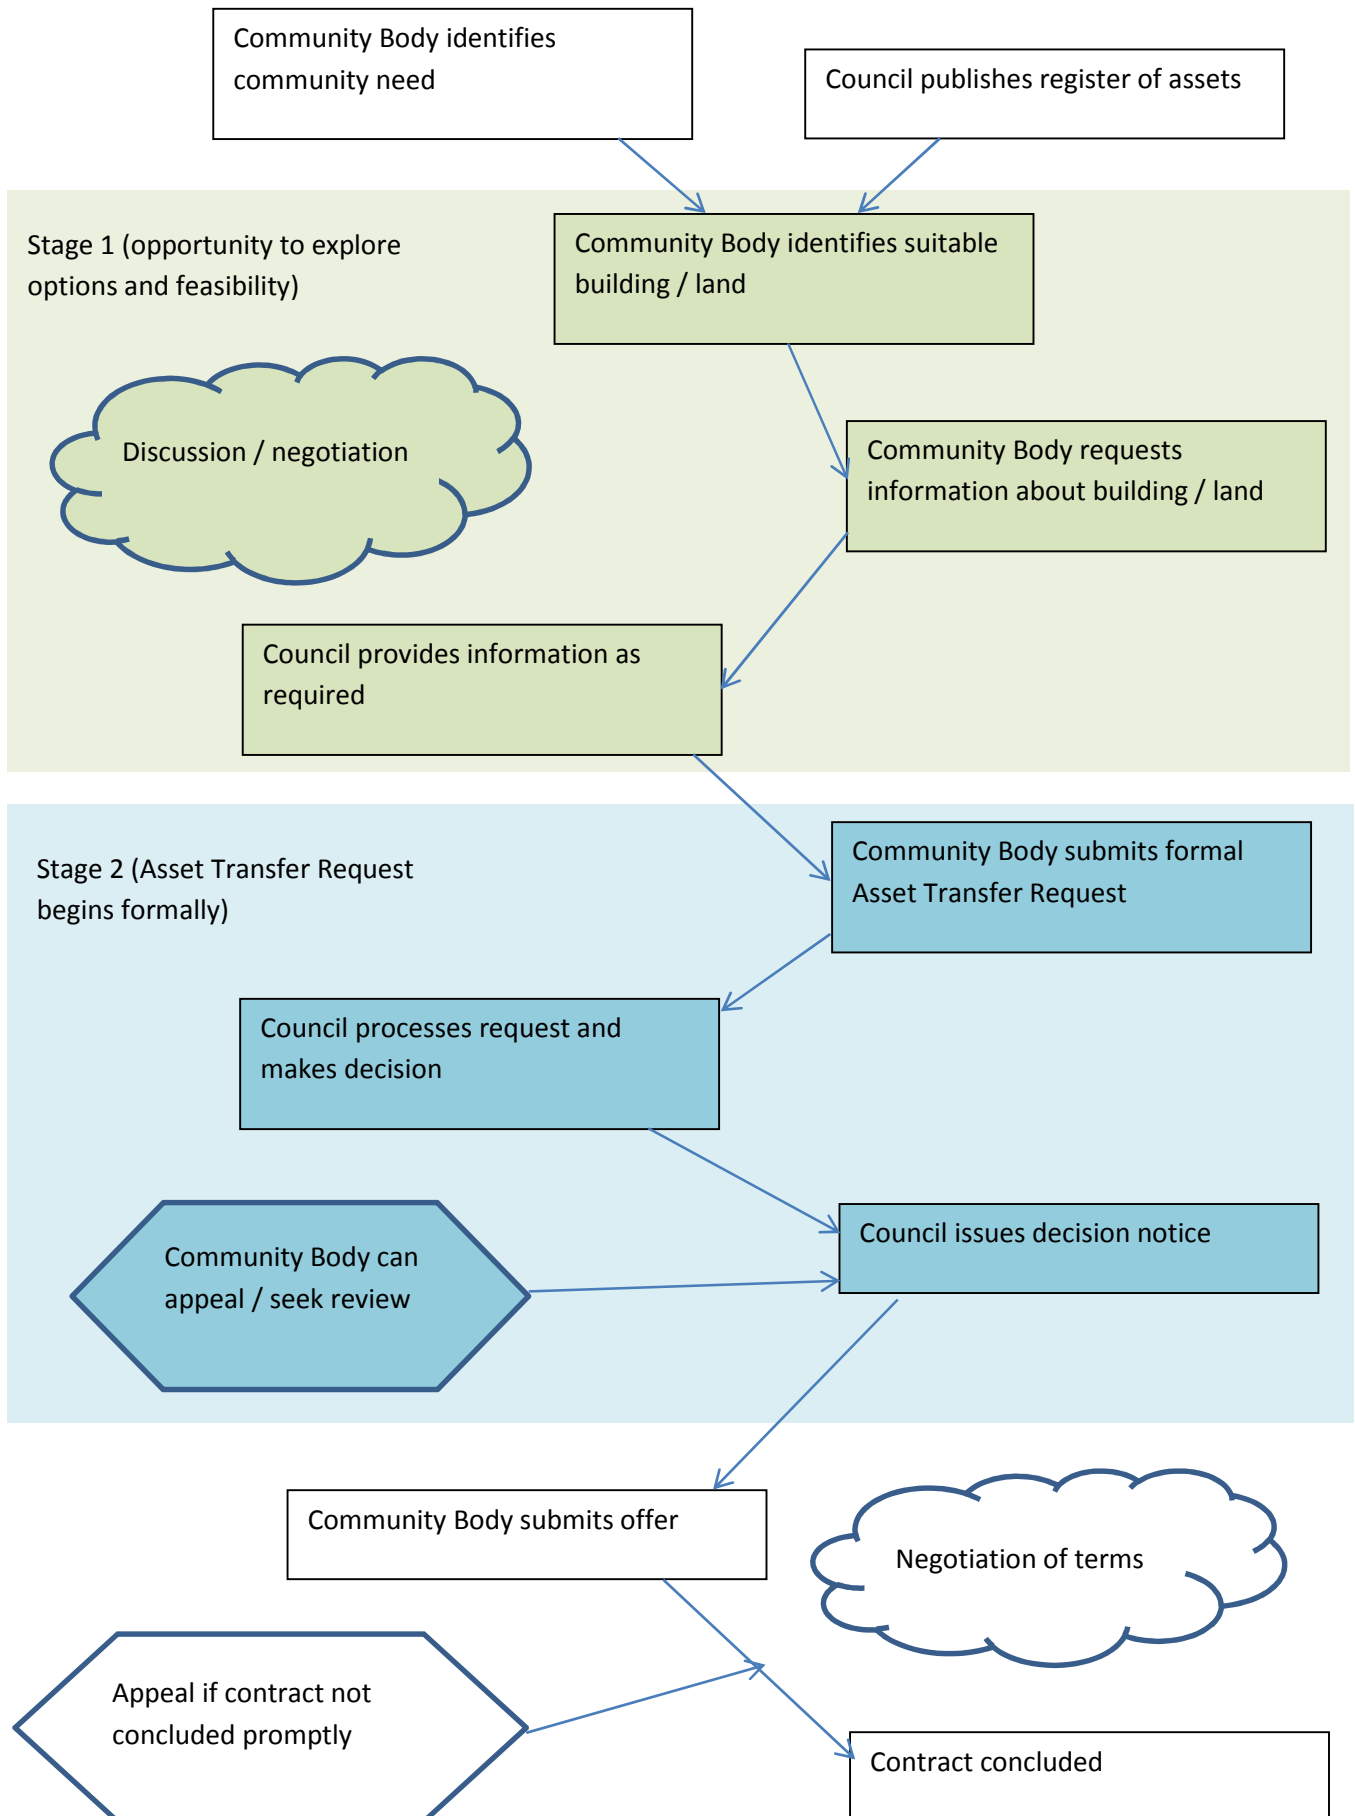 Community Body identifies
community need
Council publishes register of assets
Stage 1 (opportunity to explore
options and feasibility)
Community Body identifies suitable
building / land
Discussion / negotiation
Community Body requests
information about building / land
Council provides information as
required
Stage 2 (Asset Transfer Request
begins formally)
Community Body submits formal
Asset Transfer Request
Council processes request and
makes decision
Community Body can
appeal / seek review
Council issues decision notice
Community Body submits offer
Negotiation of terms
Appeal if contract not
concluded promptly
Contract concluded